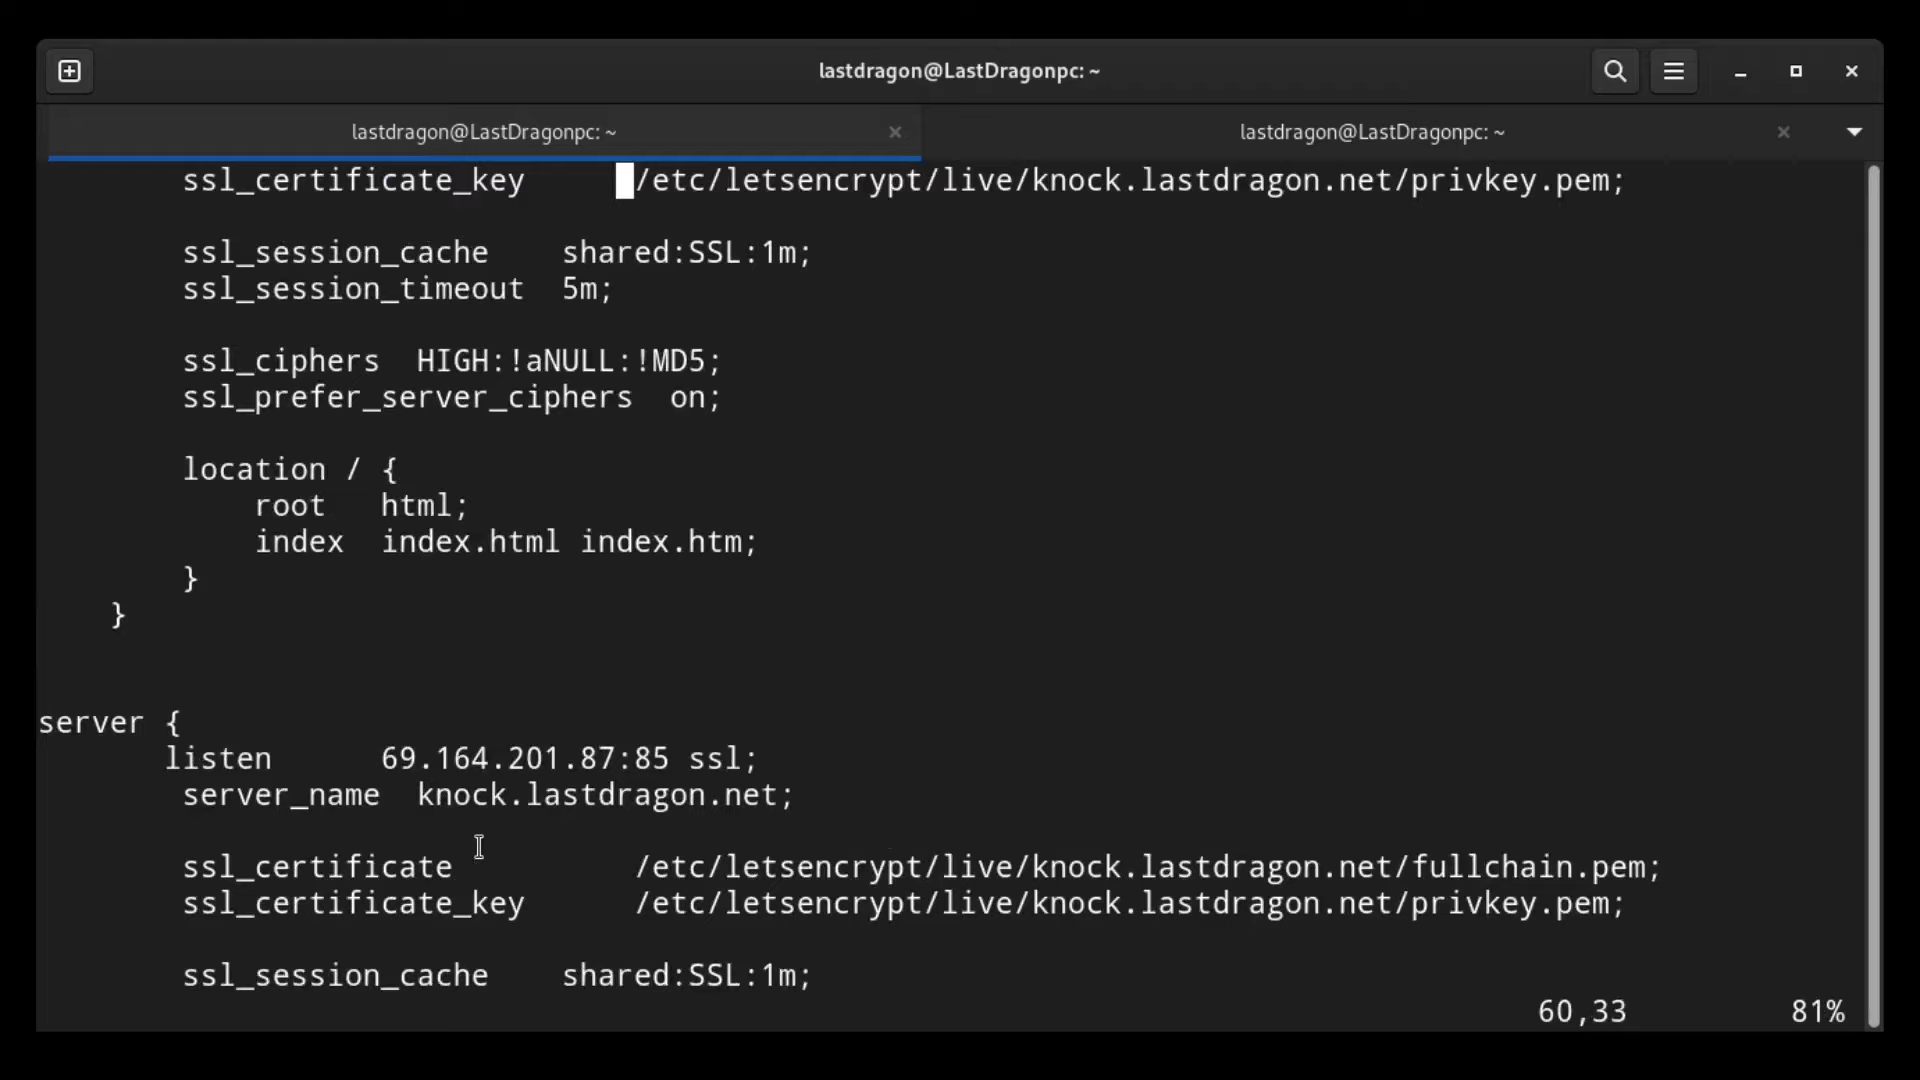 lastdragon@LastDragonpc: ~
lastdragon@LastDragonpc: ~
lastdragon@LastDragonpc: ~
ssl_certificate_key     /etc/letsencrypt/live/knock.lastdragon.net/privkey.pem;
ssl_session_cache    shared:SSL:1m;
ssl_session_timeout  5m;
ssl_ciphers  HIGH:!aNULL:!MD5;
ssl_prefer_server_ciphers  on;
location / {
root   html;
index  index.html index.htm;
}
}
server {
listen      69.164.201.87:85 ssl;
server_name  knock.lastdragon.net;
ssl_certificate          /etc/letsencrypt/live/knock.lastdragon.net/fullchain.pem;
ssl_certificate_key      /etc/letsencrypt/live/knock.lastdragon.net/privkey.pem;
ssl_session_cache    shared:SSL:1m;
60,33         81%